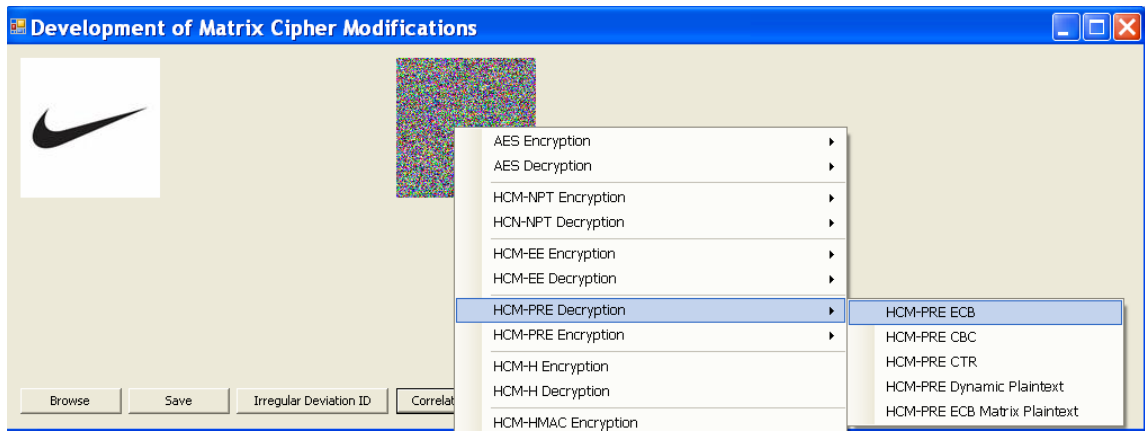 Development of Matrix Cipher Modifications
AES Encryption
AES Decryption
HCM-NPT Encryption
HCN-NPT Decryption
HCM-EE Encryption
HCM-EE Decryption
HCM-PRE Decryption
HCM-PRE Encryption
HCM-H Encryption
HCM-H Decryption
HCM-HMAC Encryption
HCM-PRE ECB
HCM-PRE CBC
HCM-PRE CTR
HCM-PRE Dynamic Plaintext
HCM-PRE ECB Matrix Plaintext
Browse
Save
Irregular Deviation ID
Correlat